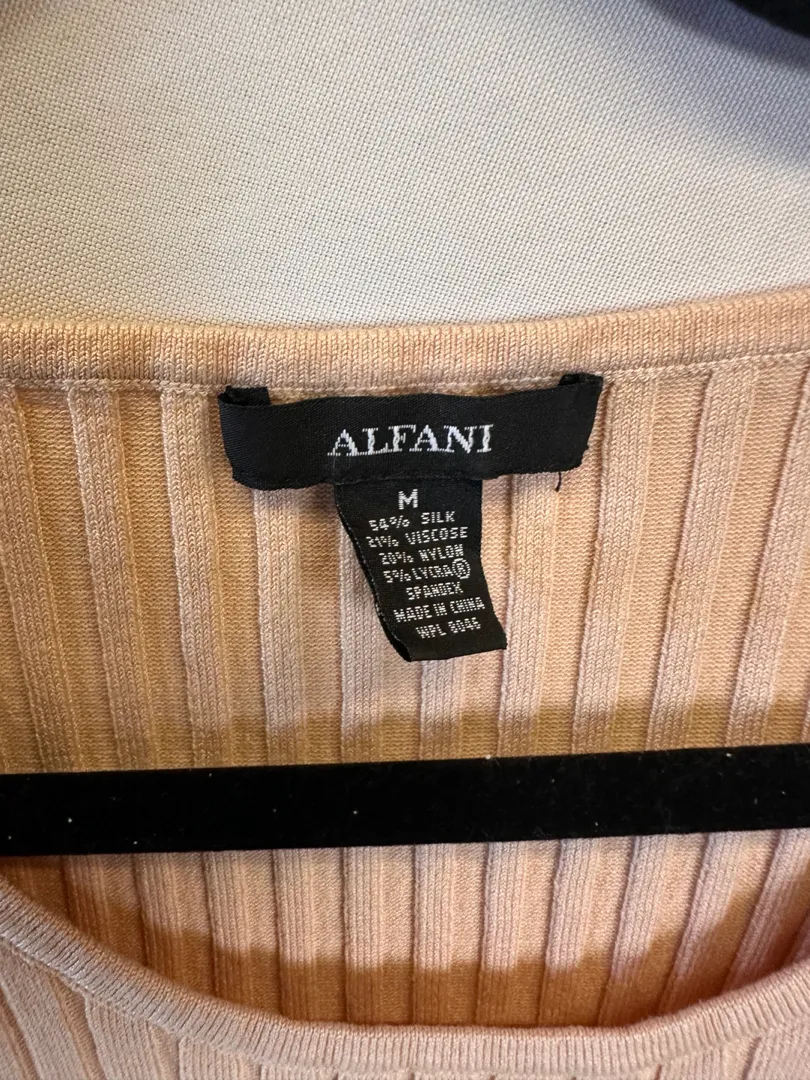 ALFANI
M
54% SILK
21% VISCOSE
20% NYLON
5% LYCRA®
SPANDEX
MADE IN CHINA
WPL 8046